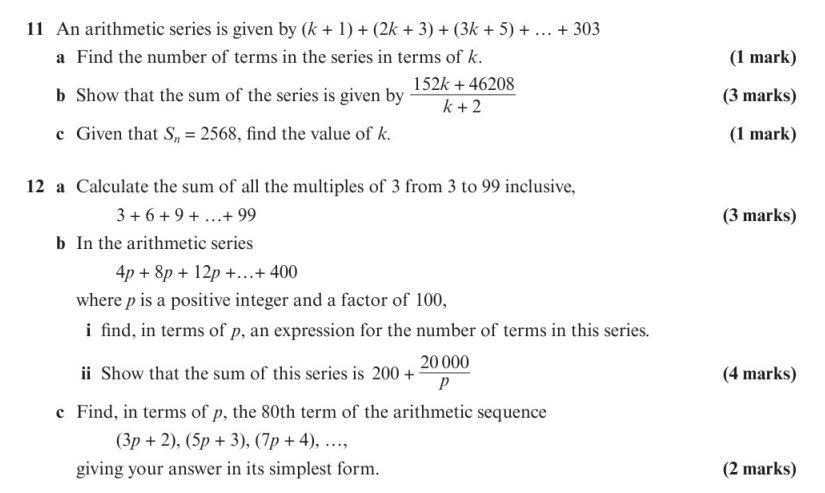 11 An arithmetic series is given by (k + 1) + (2k + 3) + (3k + 5) + … + 303
a Find the number of terms in the series in terms of k. (1 mark)
b Show that the sum of the series is given by \frac{152k + 46208}{k + 2} (3 marks)
c Given that Sₙ = 2568, find the value of k. (1 mark)
12 a Calculate the sum of all the multiples of 3 from 3 to 99 inclusive,
3 + 6 + 9 + …+ 99 (3 marks)
b In the arithmetic series
4p + 8p + 12p +…+ 400
where p is a positive integer and a factor of 100,
i find, in terms of p, an expression for the number of terms in this series.
ii Show that the sum of this series is 200 + \frac{20 000}{p} (4 marks)
c Find, in terms of p, the 80th term of the arithmetic sequence
(3p + 2), (5p + 3), (7p + 4), …,
giving your answer in its simplest form. (2 marks)